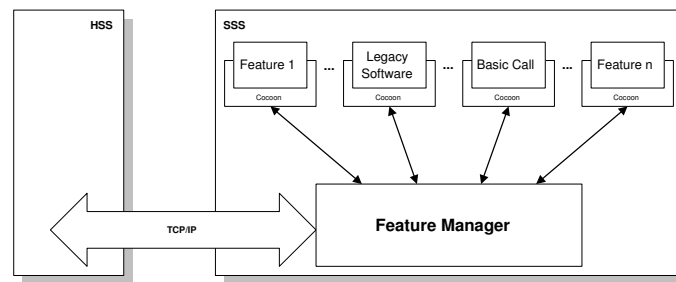 HSS
SSS
Feature 1
...
Legacy
Software
...
Basic Call
...
Feature n
Cocoon
Cocoon
Cocoon
Cocoon
TCP/IP
Feature Manager